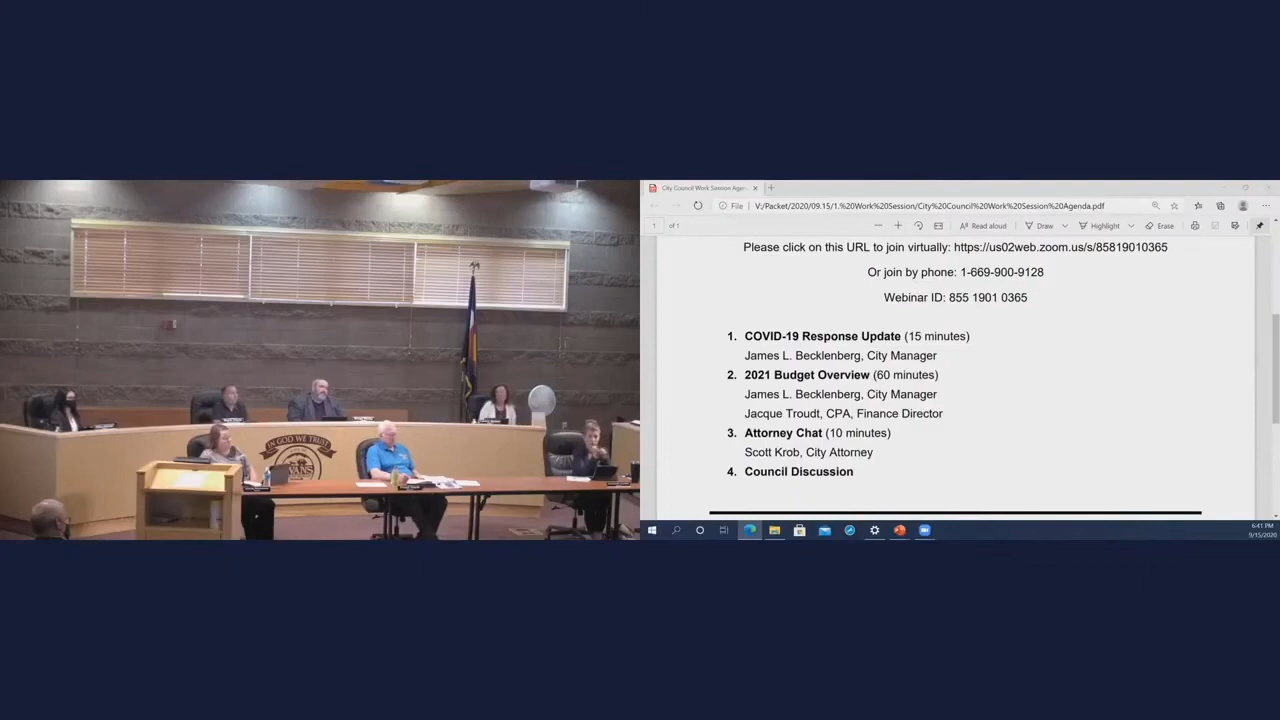 IN GOD WE TRUST
EVANS
City Council Work Session Agen
File V:/Packet/2020/09.15/1.%20Work%20Session/City%20Council%20Work%20Session%20Agenda.pdf
1 of 1 Read aloud Draw Highlight Erase
Please click on this URL to join virtually: https://us02web.zoom.us/s/85819010365
Or join by phone: 1-669-900-9128
Webinar ID: 855 1901 0365
1. COVID-19 Response Update (15 minutes)
James L. Becklenberg, City Manager
2. 2021 Budget Overview (60 minutes)
James L. Becklenberg, City Manager
Jacque Troudt, CPA, Finance Director
3. Attorney Chat (10 minutes)
Scott Krob, City Attorney
4. Council Discussion
6:41 PM
9/15/2020